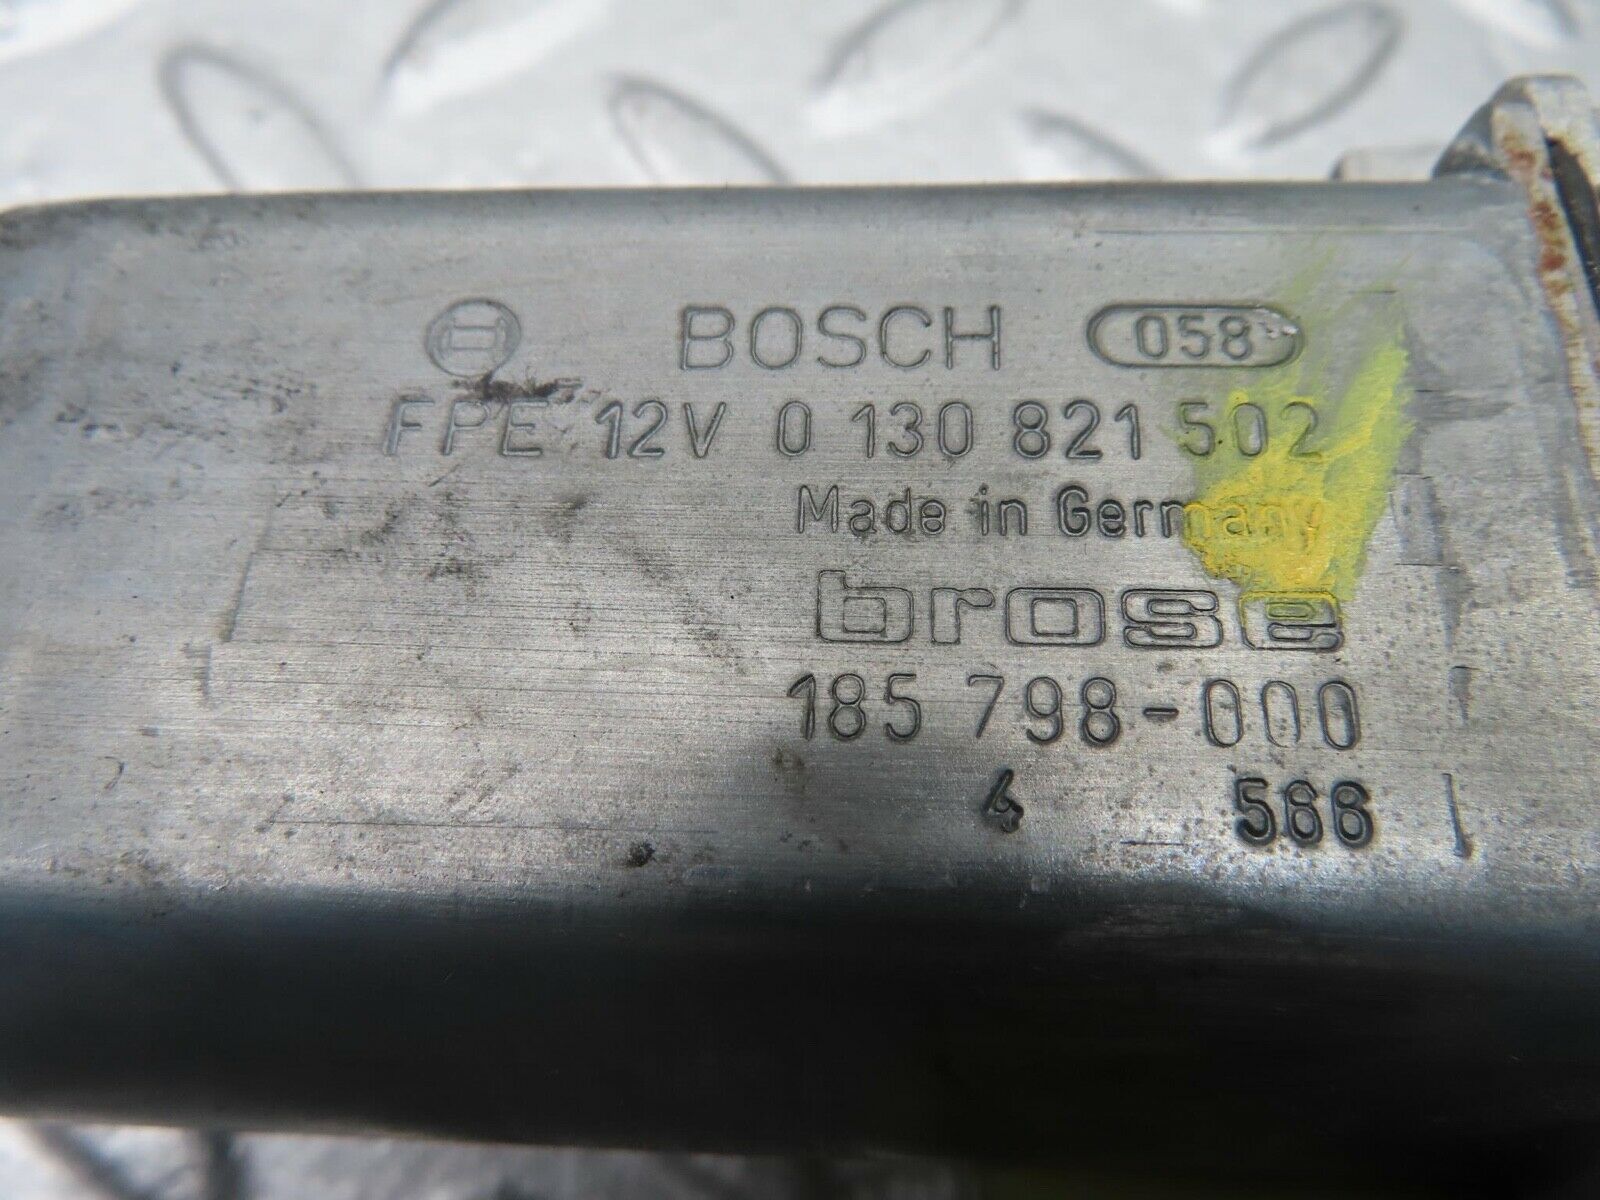 BOSCH 058
FPE 12V 0 130 821 502
Made in Germany
brose
185 798-000
4 566